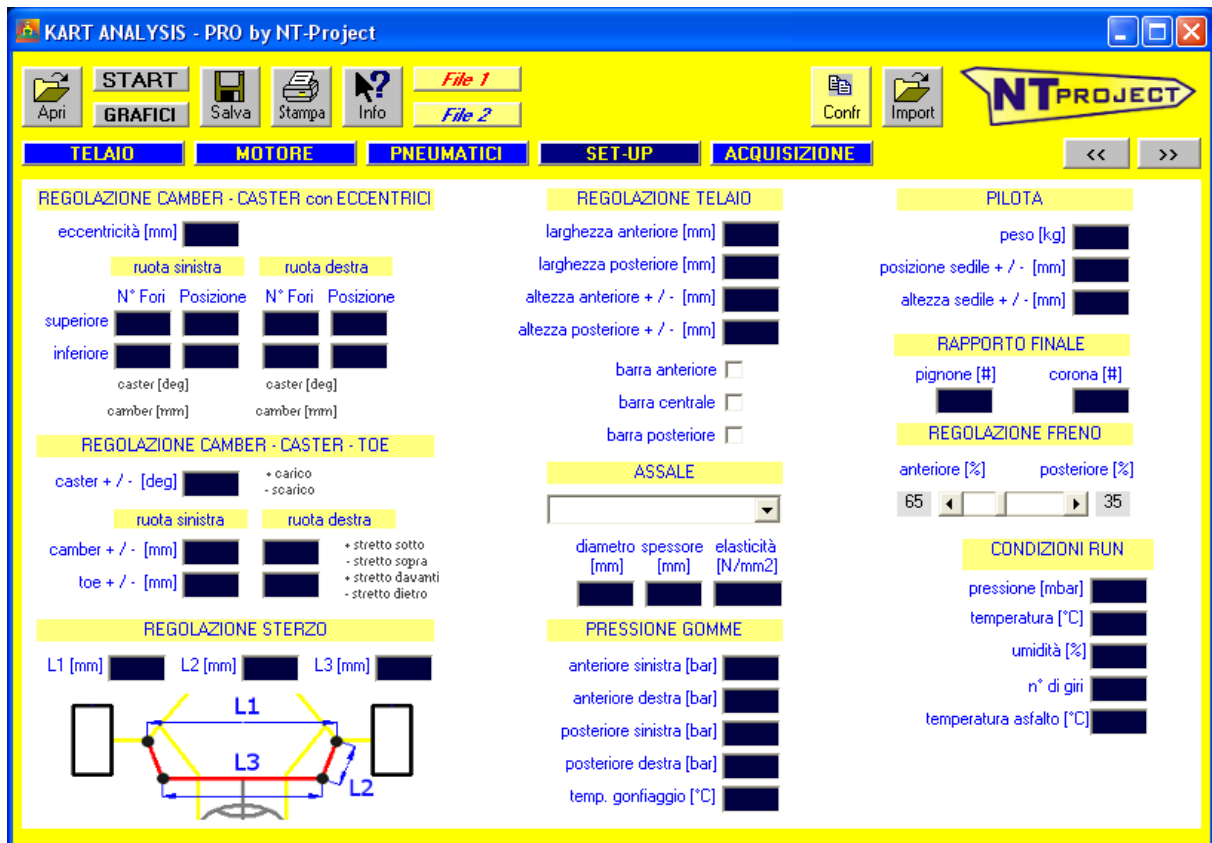 KART ANALYSIS - PRO by NT-Project
Apri
START
GRAFICI
Salva
Stampa
Info
File 1
File 2
Confr
Import
NTPROJECT
TELAIO MOTORE PNEUMATICI SET-UP ACQUISIZIONE << >>
REGOLAZIONE CAMBER - CASTER con ECCENTRICI
eccentricità [mm]
ruota sinistra ruota destra
N° Fori Posizione N° Fori Posizione
superiore
inferiore
caster [deg] caster [deg]
camber [mm] camber [mm]
REGOLAZIONE CAMBER - CASTER - TOE
caster + / - [deg]
+ carico
- scarico
ruota sinistra ruota destra
camber + / - [mm]
+ stretto sotto
- stretto sopra
toe + / - [mm]
+ stretto davanti
- stretto dietro
REGOLAZIONE STERZO
L1 [mm] L2 [mm] L3 [mm]
L1
L3
L2
REGOLAZIONE TELAIO
larghezza anteriore [mm]
larghezza posteriore [mm]
altezza anteriore + / - [mm]
altezza posteriore + / - [mm]
barra anteriore
barra centrale
barra posteriore
ASSALE
diametro spessore elasticità
[mm] [mm] [N/mm2]
PRESSIONE GOMME
anteriore sinistra [bar]
anteriore destra [bar]
posteriore sinistra [bar]
posteriore destra [bar]
temp. gonfiaggio [°C]
PILOTA
peso [kg]
posizione sedile + / - [mm]
altezza sedile + / - [mm]
RAPPORTO FINALE
pignone [#] corona [#]
REGOLAZIONE FRENO
anteriore [%] posteriore [%]
65 35
CONDIZIONI RUN
pressione [mbar]
temperatura [°C]
umidità [%]
n° di giri
temperatura asfalto [°C]